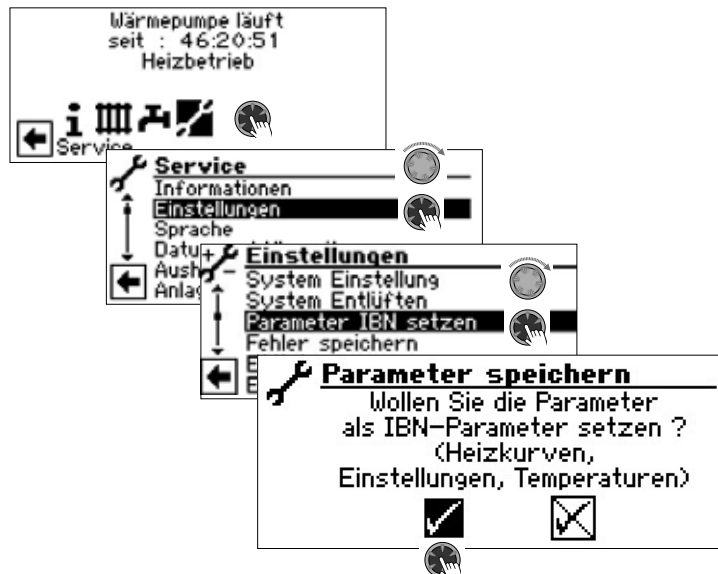 Wärmepumpe läuft
seit : 46:20:51
Heizbetrieb
Service
Service
Informationen
Einstellungen
Sprache
Einstellungen
System Einstellung
System Entlüften
Parameter IBN setzen
Fehler speichern
Parameter speichern
Wollen Sie die Parameter
als IBN-Parameter setzen ?
(Heizkurven,
Einstellungen, Temperaturen)